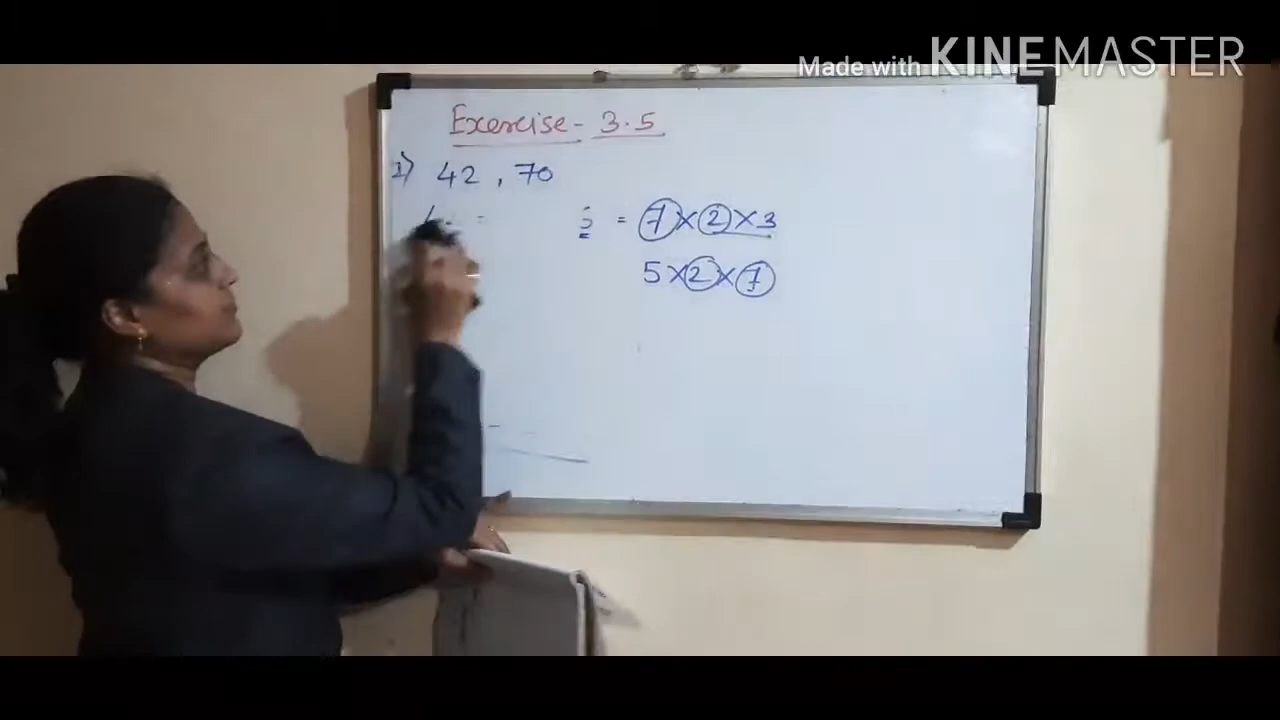 Made with KINEMASTER
Exercise - 3.5
1) 42, 70
= 7 × 2 × 3
5 × 2 × 7